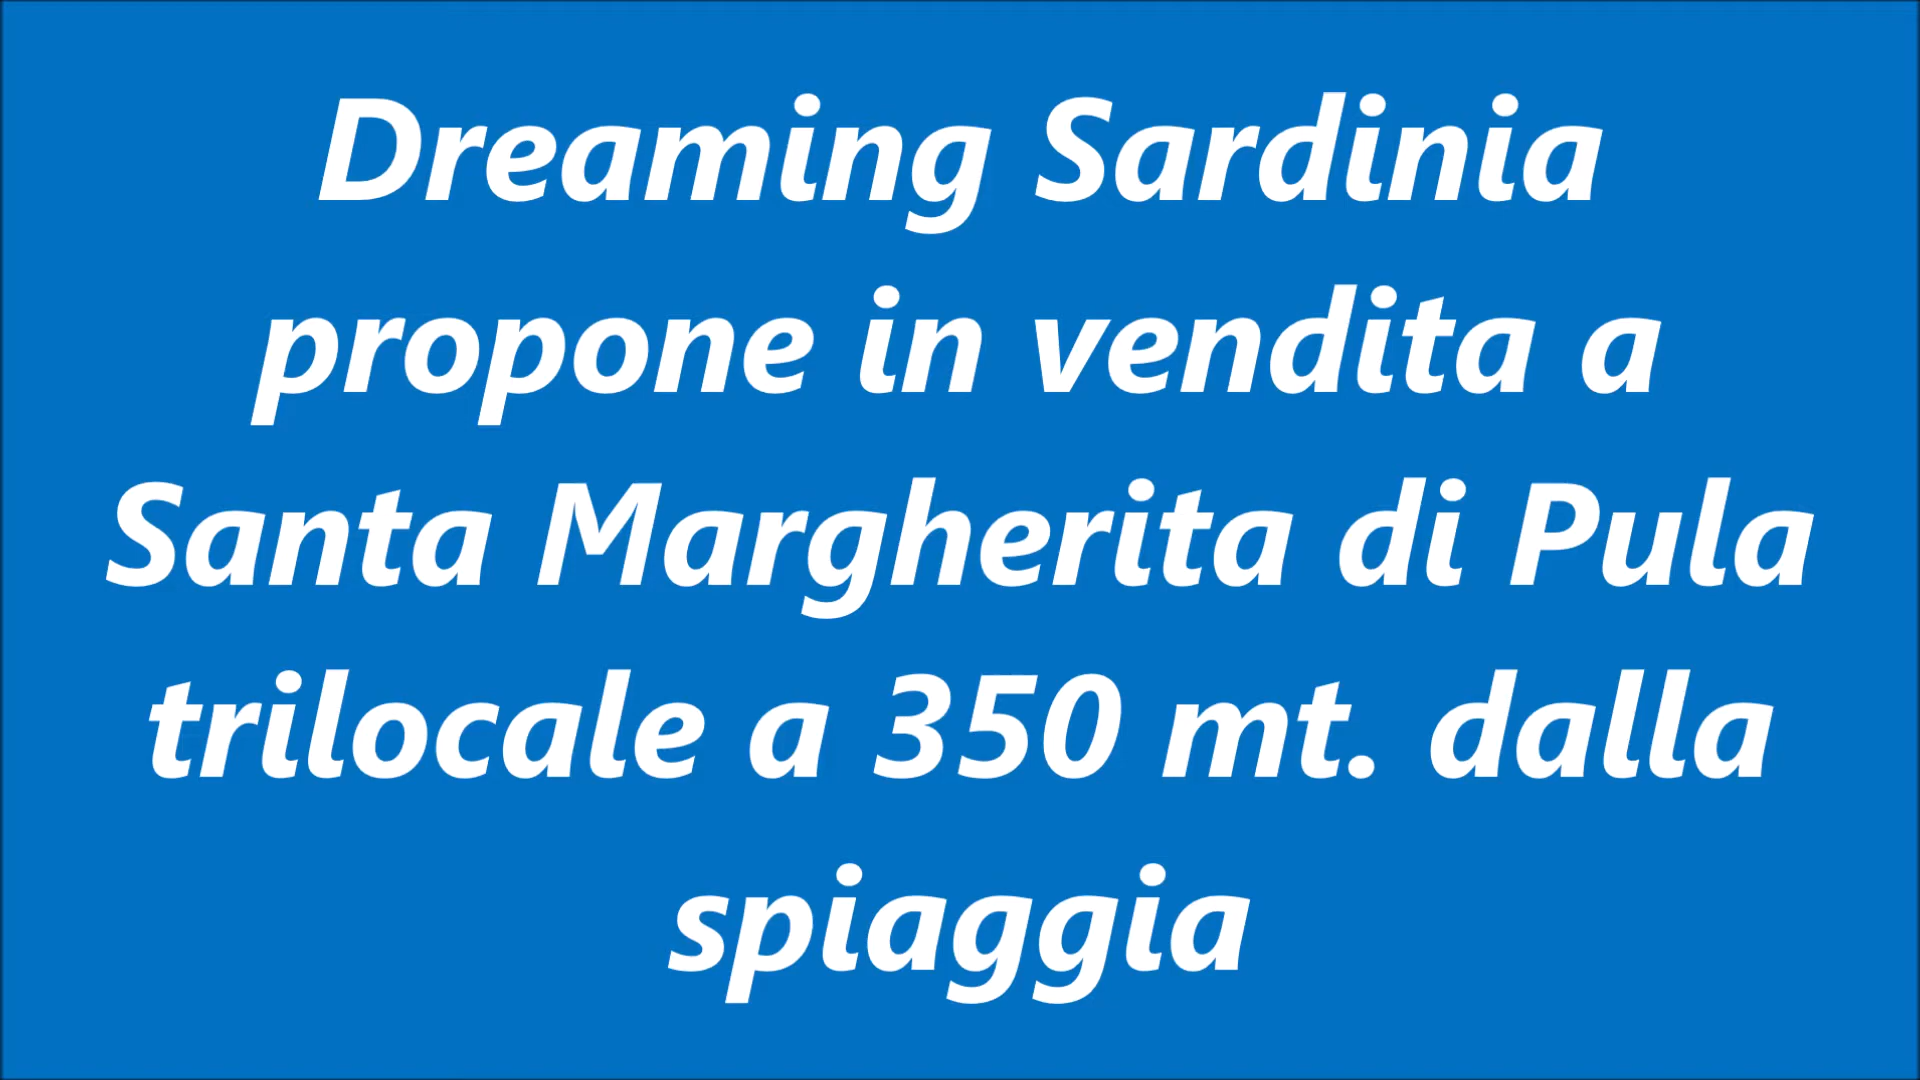 Dreaming Sardinia
propone in vendita a
Santa Margherita di Pula
trilocale a 350 mt. dalla
spiaggia